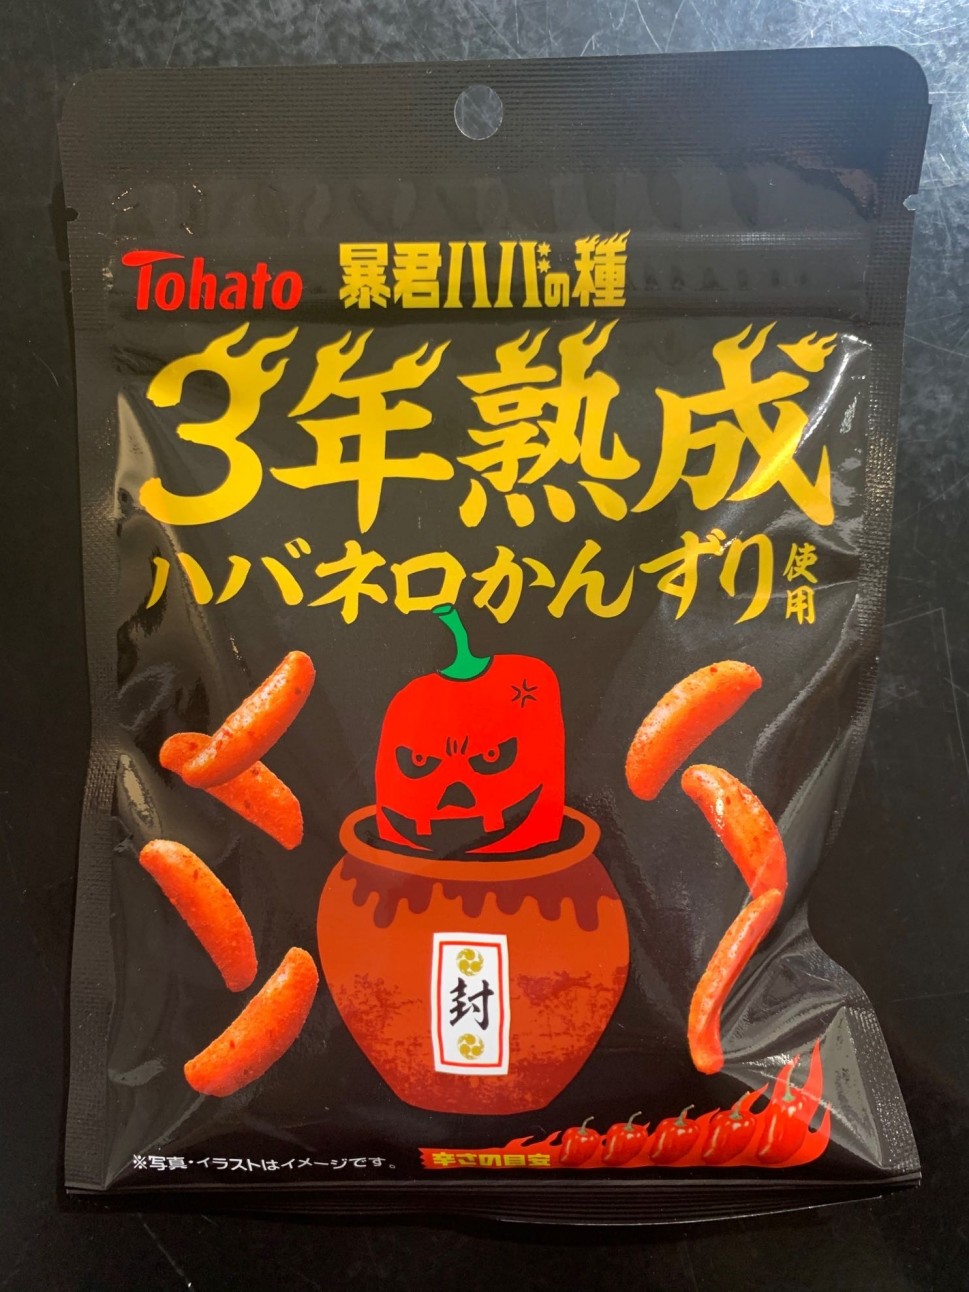 Tohato 暴君ハバの種
3年熟成
ハバネロかんずり使用
封
※写真・イラストはイメージです。
辛さの目安